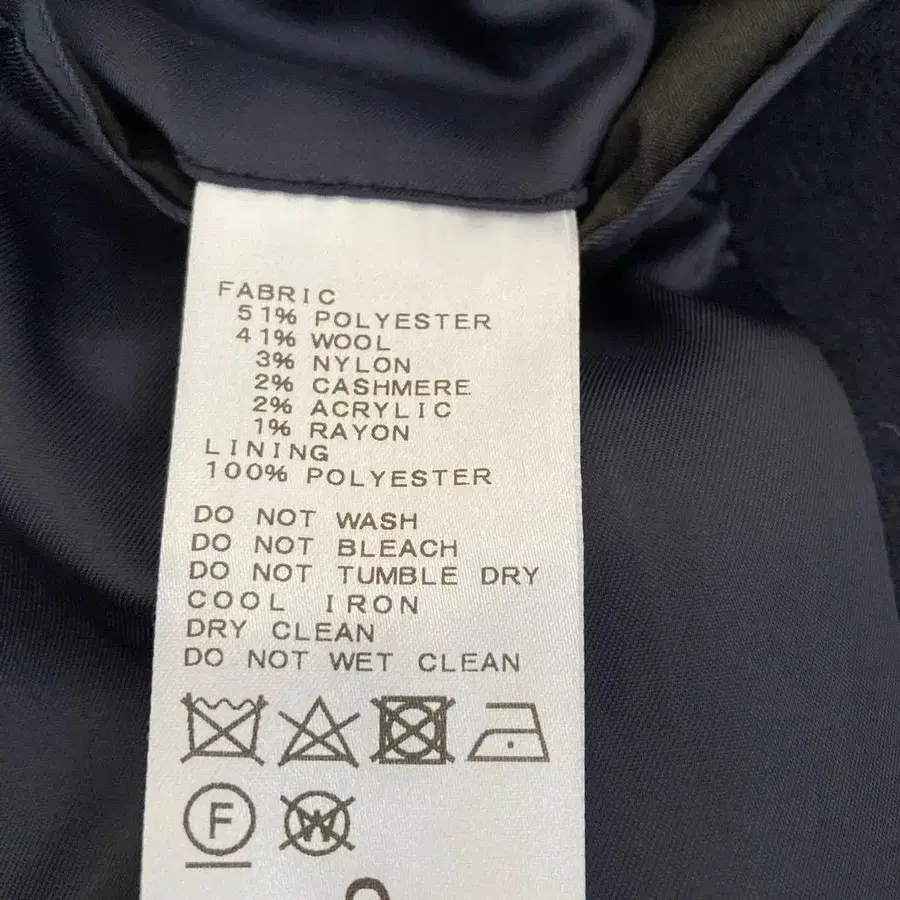 FABRIC
51% POLYESTER
41% WOOL
3% NYLON
2% CASHMERE
2% ACRYLIC
1% RAYON
LINING
100% POLYESTER
DO NOT WASH
DO NOT BLEACH
DO NOT TUMBLE DRY
COOL IRON
DRY CLEAN
DO NOT WET CLEAN
F W